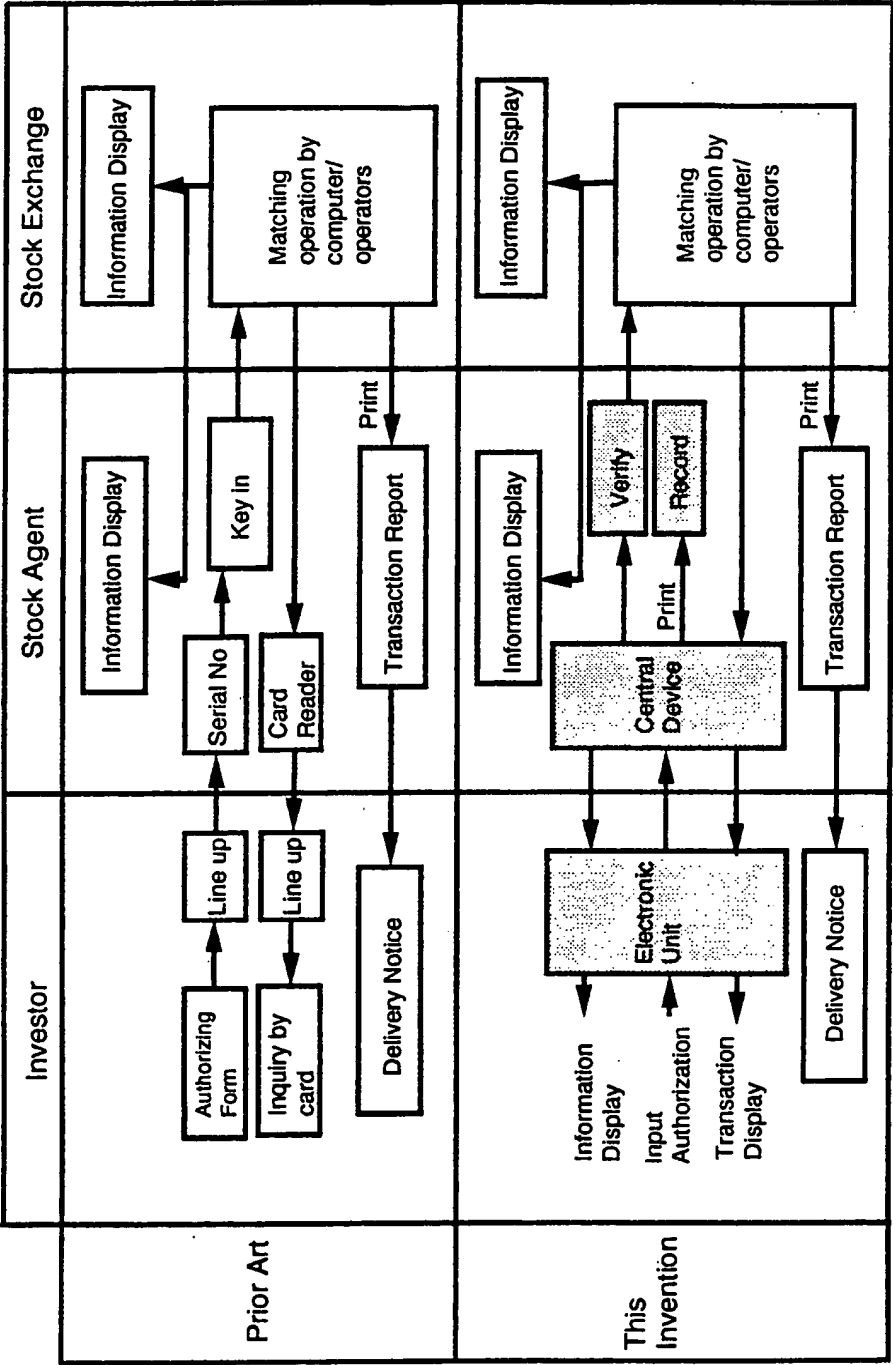 Investor
Stock Agent
Stock Exchange
Prior Art
Information Display
Information Display
Authorizing
Form
Line up
Serial No
Key in
Matching
operation by
computer/
operators
Inquiry by
card
Line up
Card
Reader
Print
Delivery Notice
Transaction Report
This
Invention
Information Display
Information Display
Information
Display
Input
Authorization
Transaction
Display
Electronic
Unit
Central
Device
Verify
Print
Record
Matching
operation by
computer/
operators
Print
Delivery Notice
Transaction Report